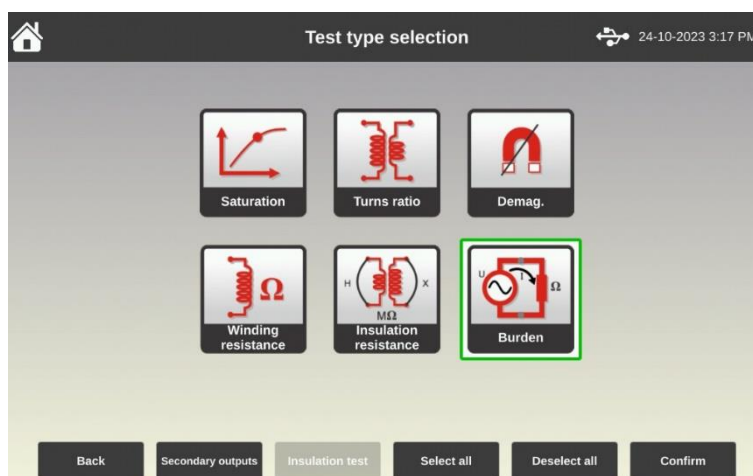 Test type selection
24-10-2023 3:17 PM
Saturation
Turns ratio
Demag.
Ω
Winding
resistance
H
X
MΩ
Insulation
resistance
U
I
Ω
Burden
Back
Secondary outputs
Insulation test
Select all
Deselect all
Confirm